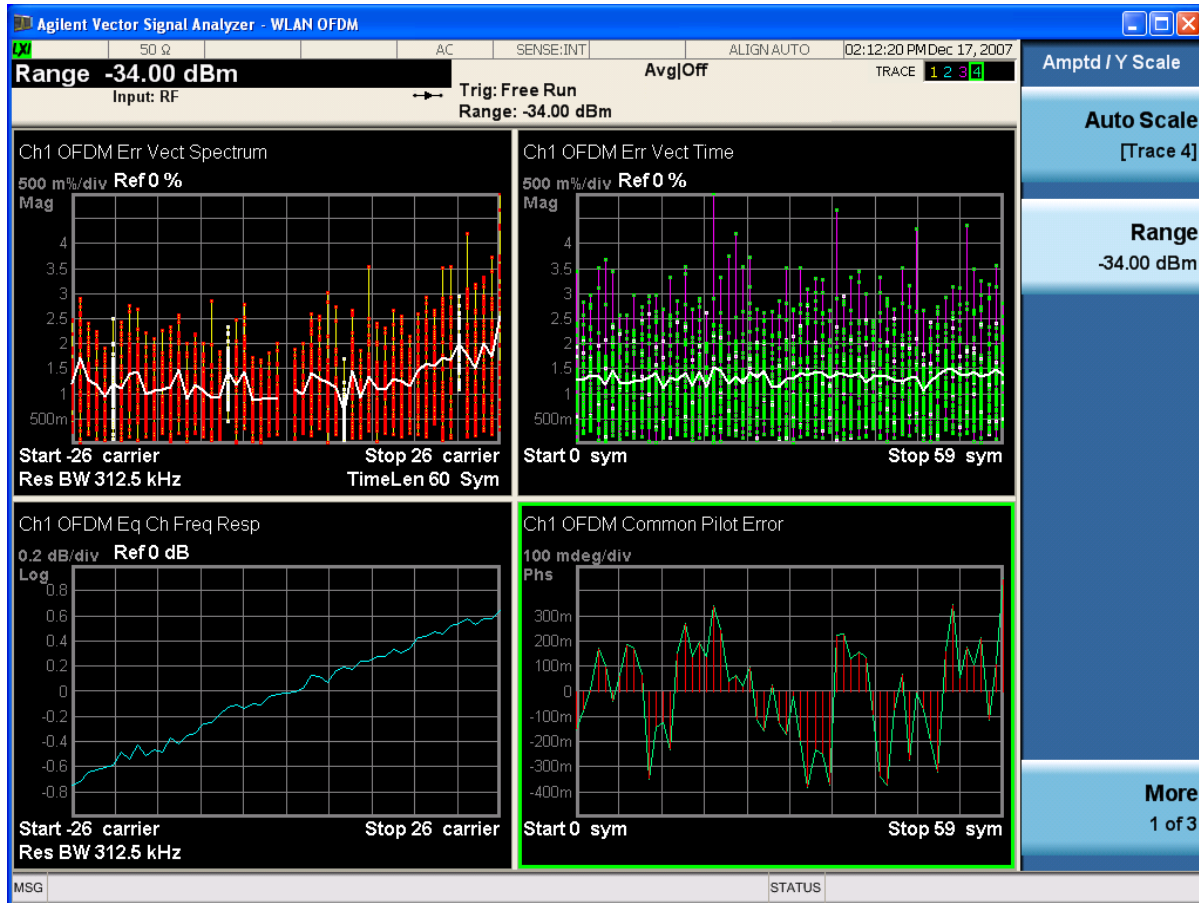 Agilent Vector Signal Analyzer - WLAN OFDM
LXI 50 Ω AC SENSE:INT ALIGN AUTO 02:12:20 PM Dec 17, 2007
Range -34.00 dBm
Input: RF
Trig: Free Run
Range: -34.00 dBm
Avg|Off
TRACE 1 2 3 4
Ch1 OFDM Err Vect Spectrum
500 m%/div Ref 0 %
Mag
4
3.5
3
2.5
2
1.5
1
500m
Start -26 carrier Stop 26 carrier
Res BW 312.5 kHz TimeLen 60 Sym
Ch1 OFDM Err Vect Time
500 m%/div Ref 0 %
Mag
4
3.5
3
2.5
2
1.5
1
500m
Start 0 sym Stop 59 sym
Ch1 OFDM Eq Ch Freq Resp
0.2 dB/div Ref 0 dB
Log
0.8
0.6
0.4
0.2
0
-0.2
-0.4
-0.6
-0.8
Start -26 carrier Stop 26 carrier
Res BW 312.5 kHz
Ch1 OFDM Common Pilot Error
100 mdeg/div
Phs
300m
200m
100m
0
-100m
-200m
-300m
-400m
Start 0 sym Stop 59 sym
Amptd / Y Scale
Auto Scale
[Trace 4]
Range
-34.00 dBm
More
1 of 3
MSG STATUS